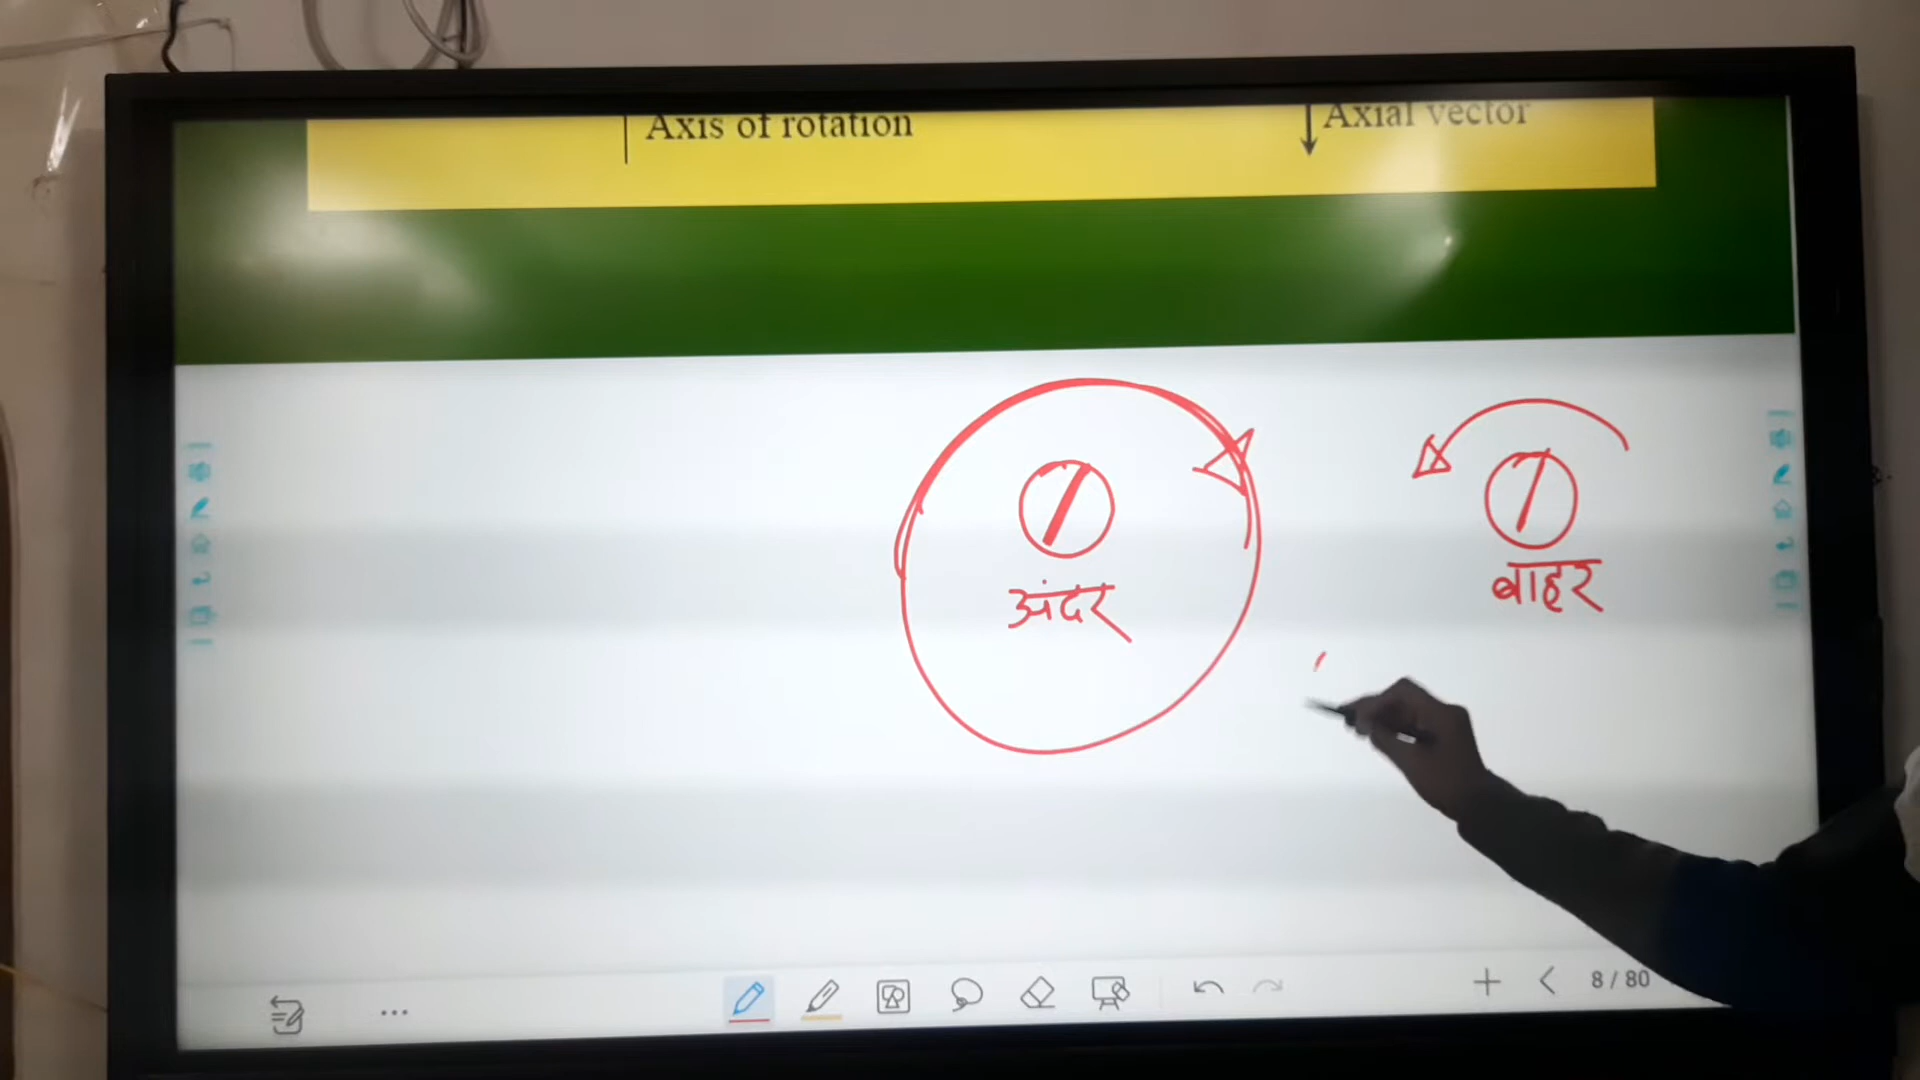 Axis of rotation
Axial vector
अंदर
बाहर
8 / 80